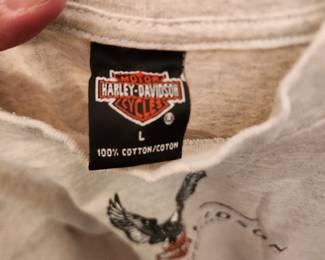 MOTOR
HARLEY-DAVIDSON
CYCLES
®
L
100% COTTON/COTON